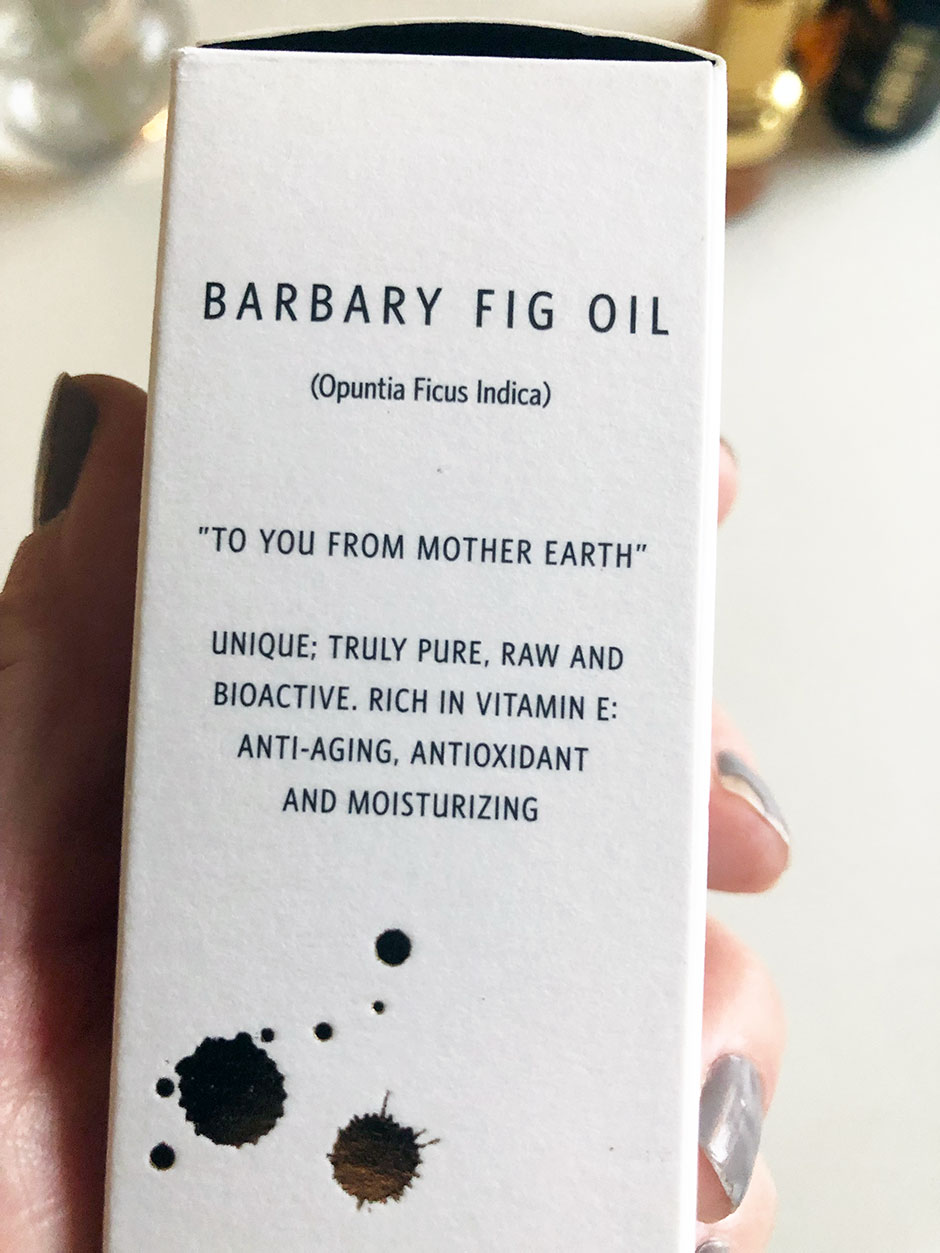 BARBARY FIG OIL
(Opuntia Ficus Indica)
"TO YOU FROM MOTHER EARTH"
UNIQUE; TRULY PURE, RAW AND
BIOACTIVE. RICH IN VITAMIN E:
ANTI-AGING, ANTIOXIDANT
AND MOISTURIZING